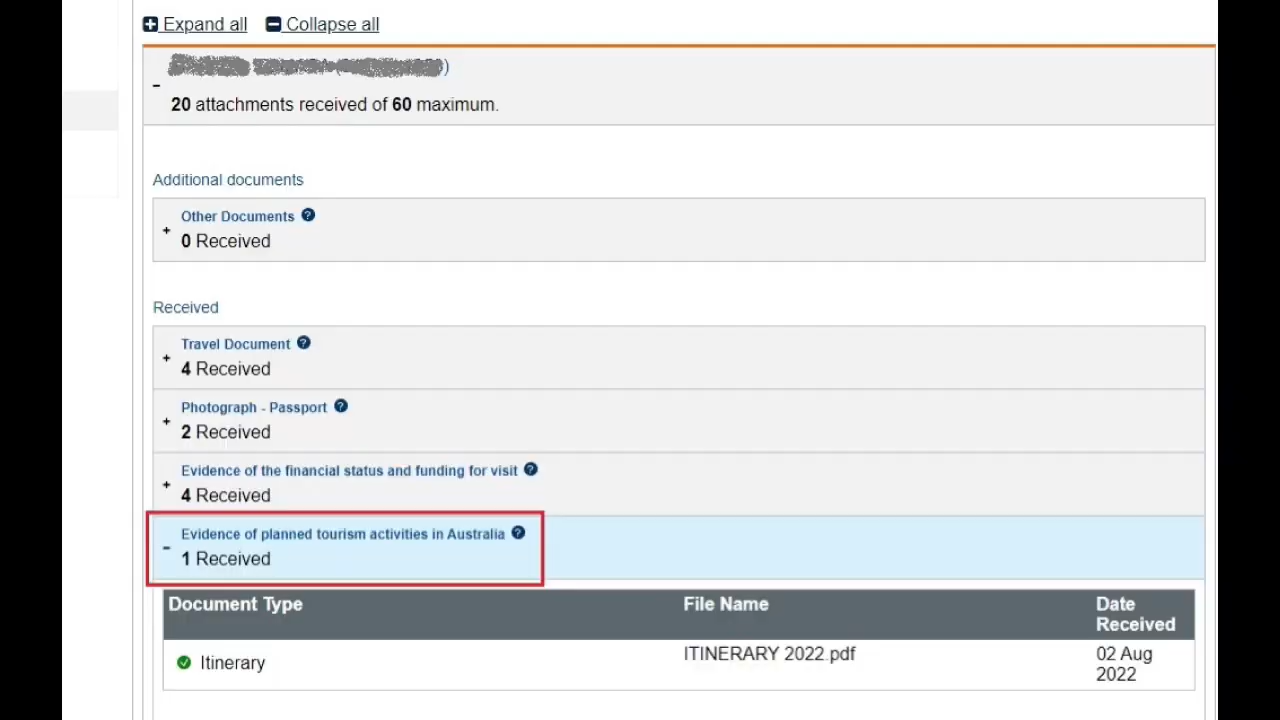 Expand all Collapse all
20 attachments received of 60 maximum.
Additional documents
Other Documents ?
0 Received
Received
Travel Document ?
4 Received
Photograph - Passport ?
2 Received
Evidence of the financial status and funding for visit ?
4 Received
Evidence of planned tourism activities in Australia ?
1 Received
Document Type File Name Date Received
Itinerary ITINERARY 2022.pdf 02 Aug 2022